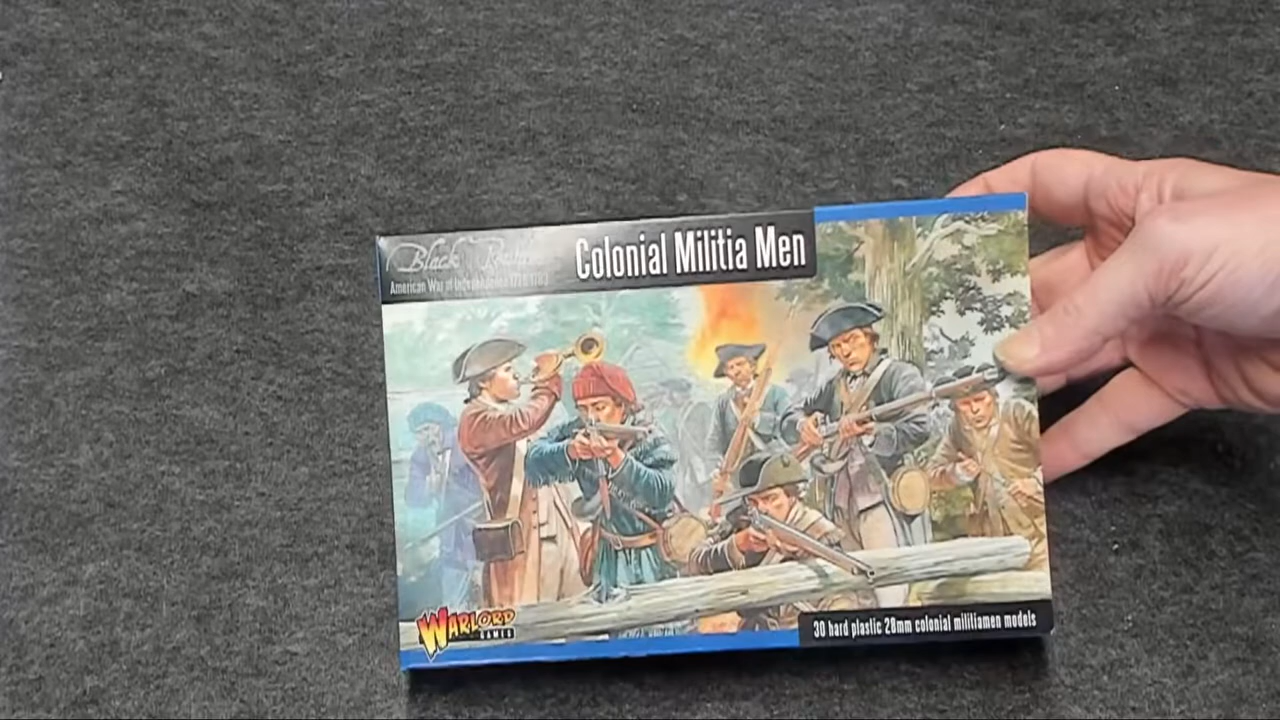 Black Powder
Colonial Militia Men
American War of Independence 1776-1783
WARLORD
GAMES
30 hard plastic 28mm colonial militiamen models